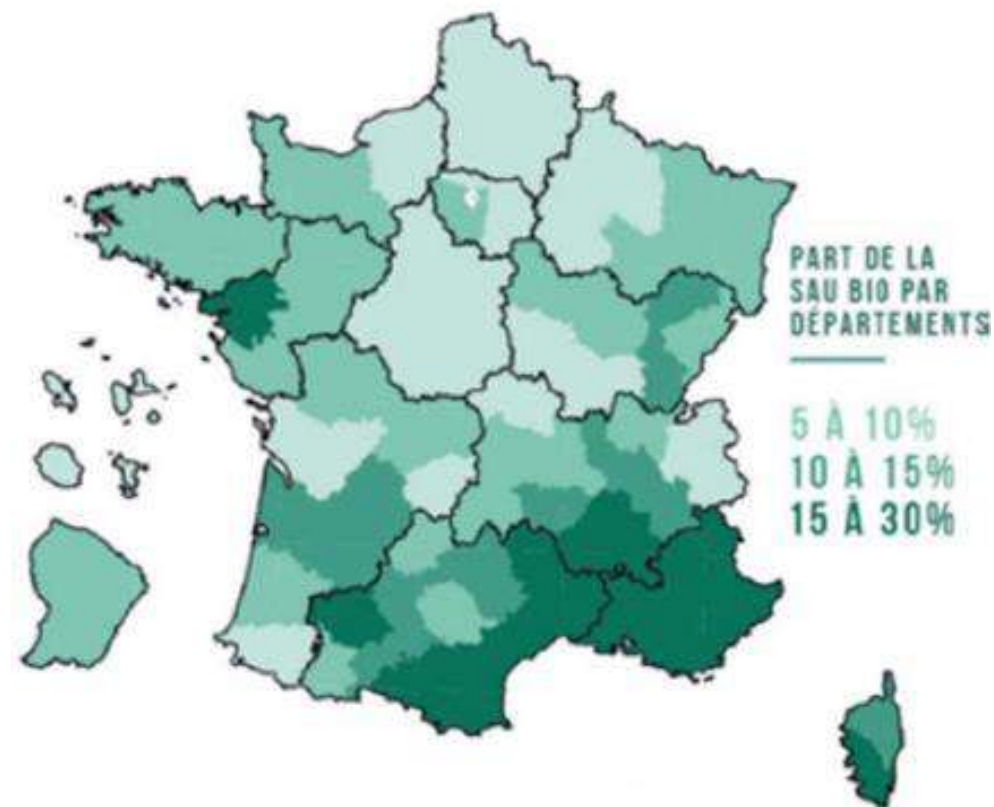 PART DE LA
SAU BIO PAR
DÉPARTEMENTS
5 À 10%
10 À 15%
15 À 30%